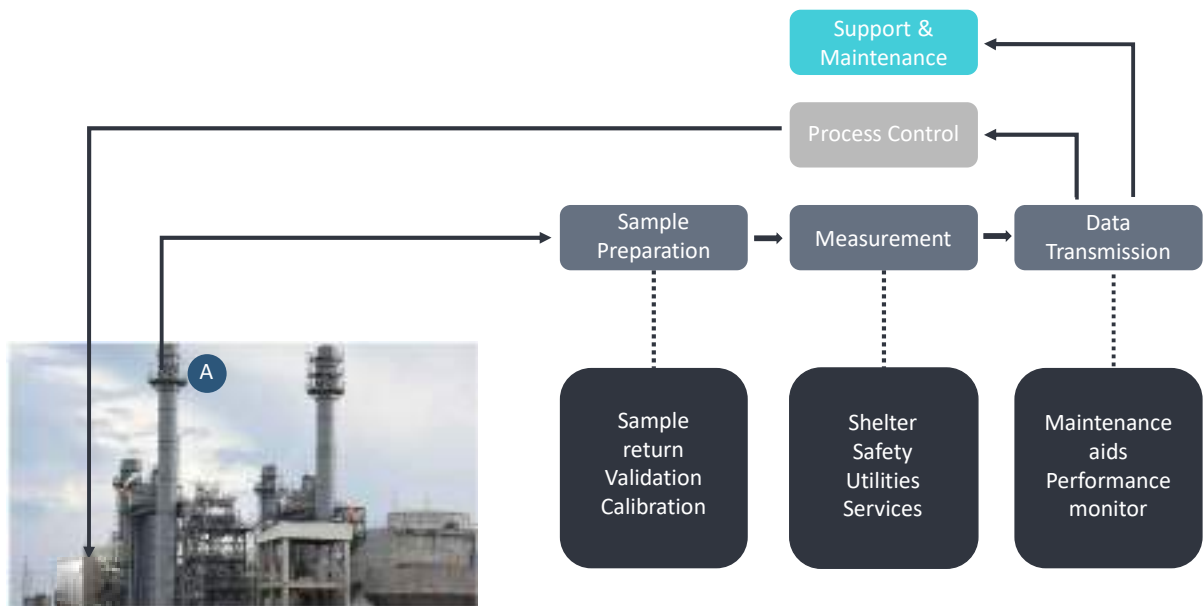 Support &
Maintenance
Process Control
Sample
Preparation
Measurement
Data
Transmission
A
Sample
return
Validation
Calibration
Shelter
Safety
Utilities
Services
Maintenance
aids
Performance
monitor